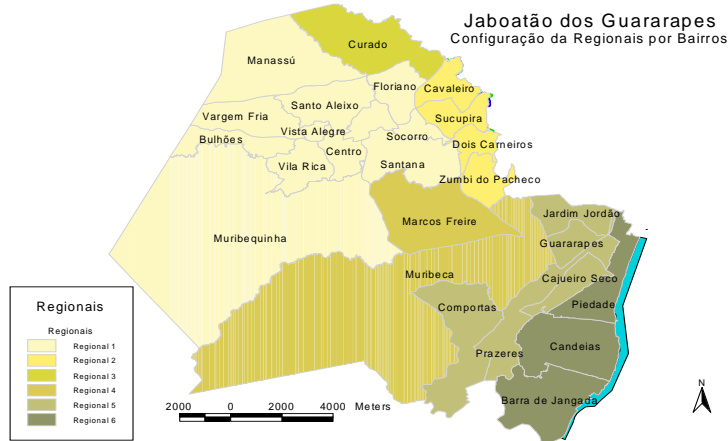 Jaboatão dos Guararapes
Configuração da Regionais por Bairros
Curado
Manassú
Floriano
Cavaleiro
Santo Aleixo
Vargem Fria
Sucupira
Vista Alegre
Socorro
Bulhões
Dois Carneiros
Centro
Vila Rica
Santana
Zumbi do Pacheco
Marcos Freire
Jardim Jordão
Muribequinha
Guararapes
Muribeca
Cajueiro Seco
Comportas
Piedade
Prazeres
Candeias
Barra de Jangada
Regionais
Regionais
Regional 1
Regional 2
Regional 3
Regional 4
Regional 5
Regional 6
2000 0 2000 4000 Meters
N